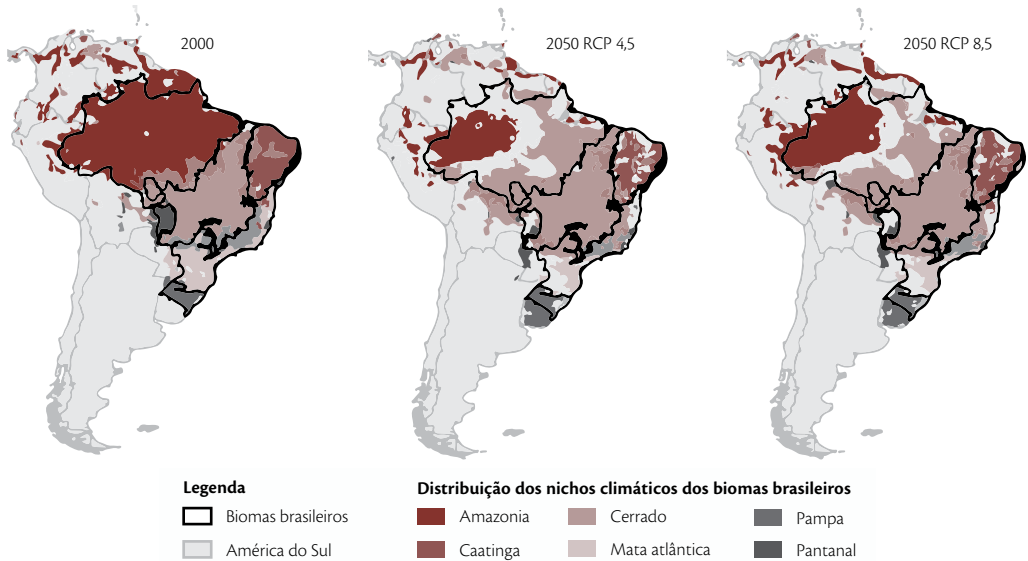 2000
2050 RCP 4,5
2050 RCP 8,5
Legenda
Biomas brasileiros
América do Sul
Distribuição dos nichos climáticos dos biomas brasileiros
Amazonia
Caatinga
Cerrado
Mata atlântica
Pampa
Pantanal